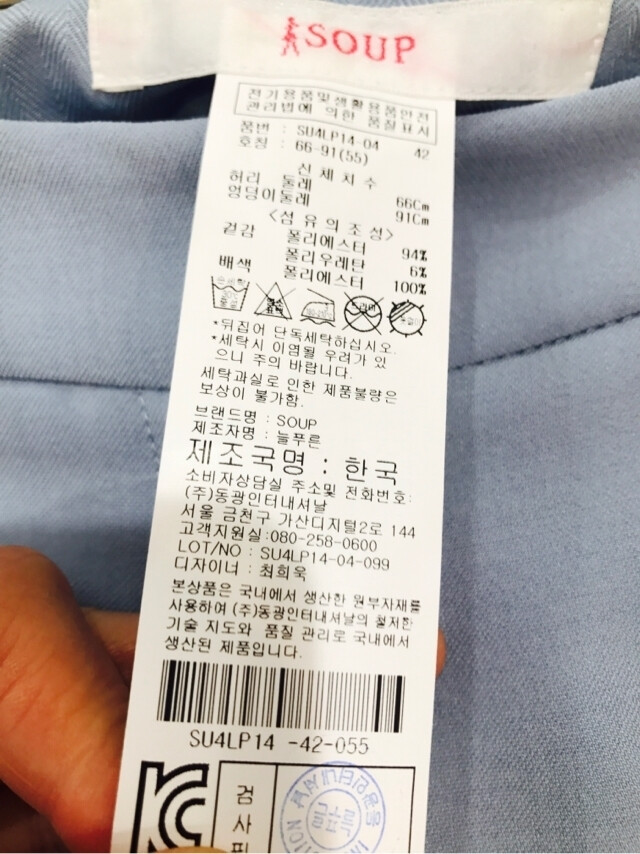 SOUP
전기용품및생활용품안전
관리법에 의한 품질표시
품번 : SU4LP14-04 42
호칭 : 66-91(55)
신체치수
허리 둘레 66Cm
엉덩이둘레 91Cm
<섬유의조성>
겉감 폴리에스터 94%
폴리우레탄 6%
배색 폴리에스터 100%
*뒤집어 단독세탁하십시오.
*세탁시 이염될 우려가 있
으니 주의 바랍니다.
세탁과실로 인한 제품불량은
보상이 불가함.
브랜드명 : SOUP
제조자명 : 늘푸른
제조국명 : 한국
소비자상담실 주소및 전화번호:
(주)동광인터내셔날
서울 금천구 가산디지털2로 144
고객지원실:080-258-0600
LOT/NO : SU4LP14-04-099
디자이너 : 최희욱
본상품은 국내에서 생산한 원부자재를
사용하여 (주)동광인터내셔날의 철저한
기술 지도와 품질 관리로 국내에서
생산된 제품입니다.
SU4LP14 -42-055
검
사
필